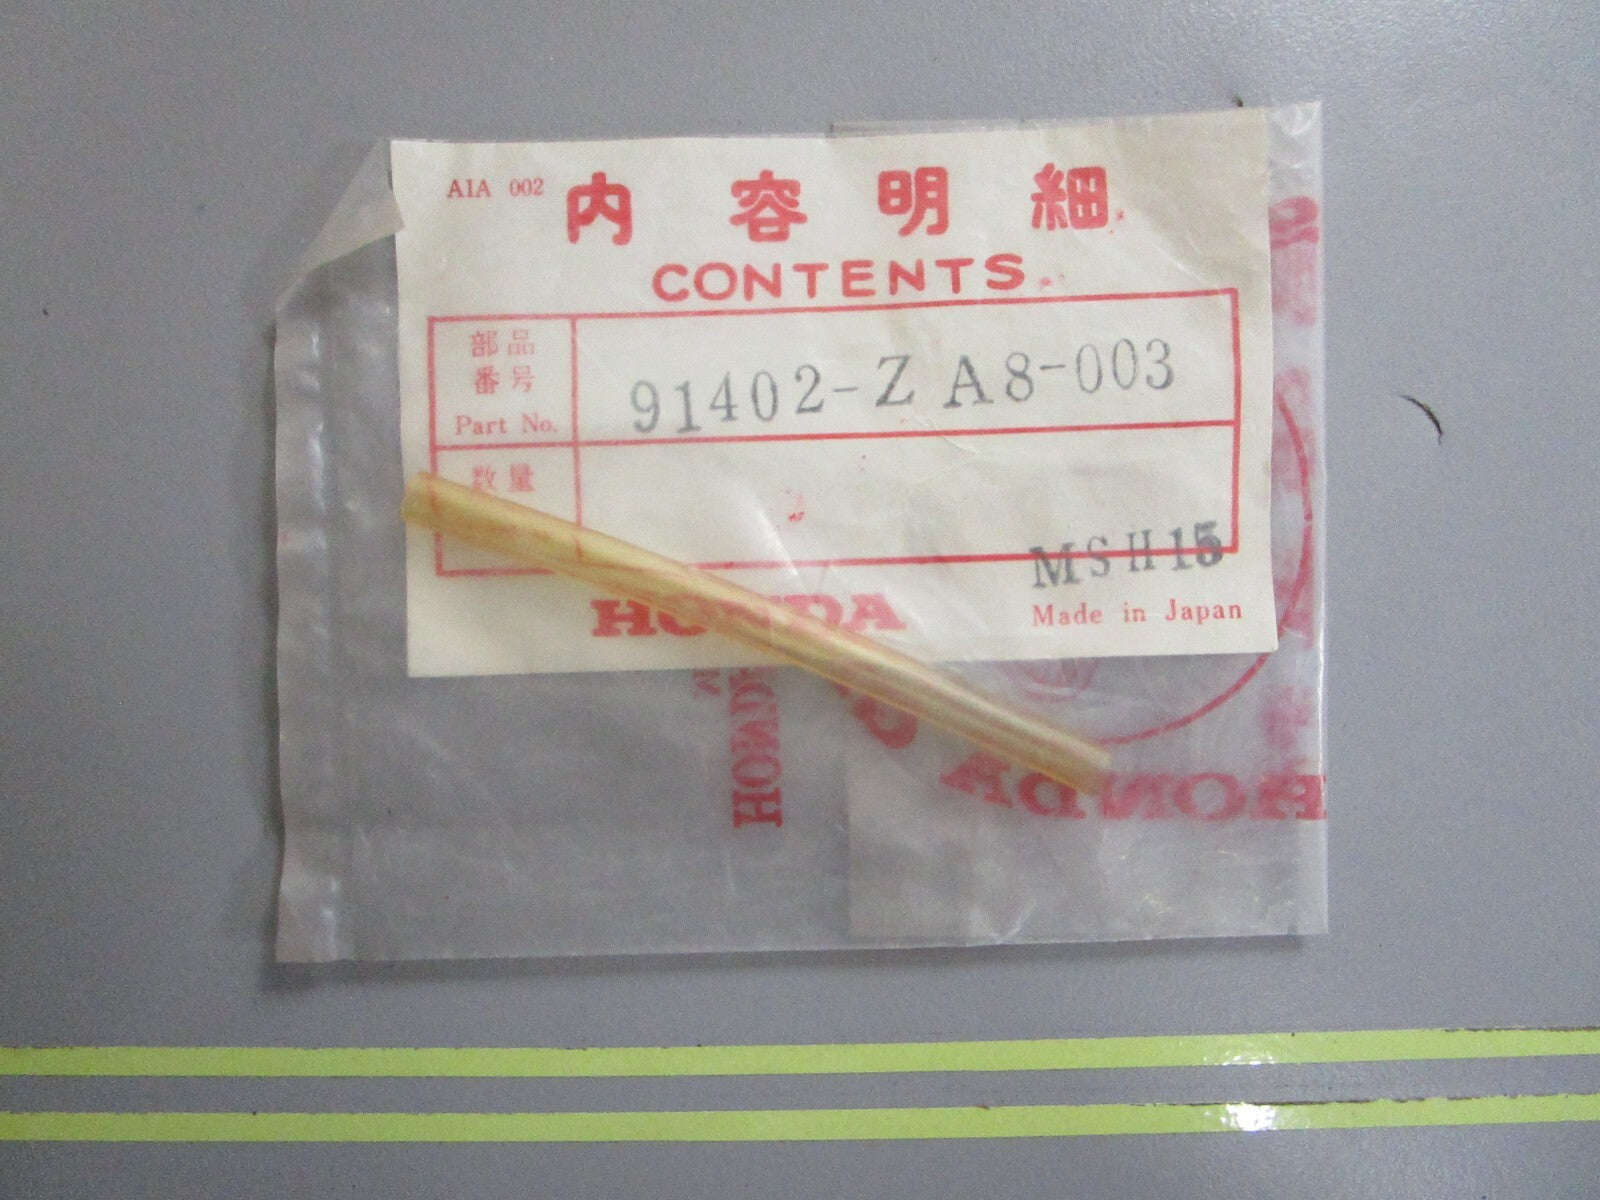 AIA 002
内容明細
CONTENTS
部品
番号
Part No.
91402-ZA8-003
数量
MSH15
HONDA
Made in Japan
HONDA